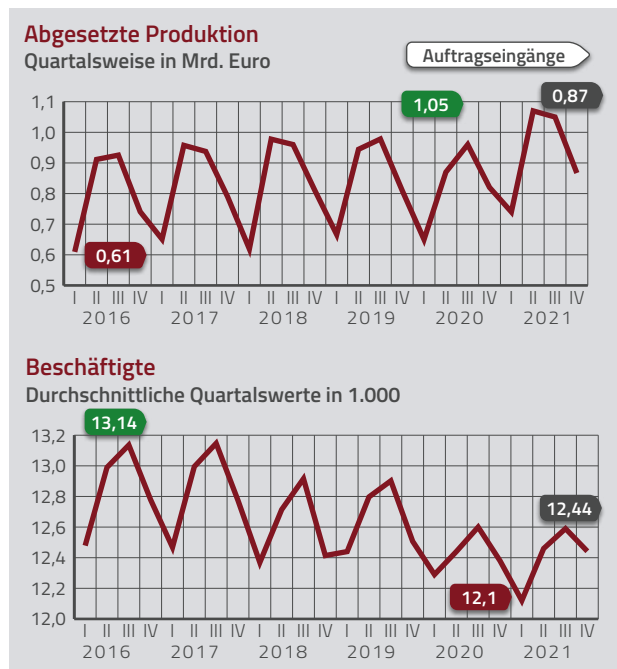 Abgesetzte Produktion
Quartalsweise in Mrd. Euro
Auftragseingänge
1,1
1,0
0,9
0,8
0,7
0,6
0,5
1,05
0,87
0,61
I II III IV I II III IV I II III IV I II III IV I II III IV I II III IV
2016 2017 2018 2019 2020 2021
Beschäftigte
Durchschnittliche Quartalswerte in 1.000
13,14
13,2
13,0
12,8
12,6
12,4
12,2
12,0
12,44
12,1
I II III IV I II III IV I II III IV I II III IV I II III IV I II III IV
2016 2017 2018 2019 2020 2021